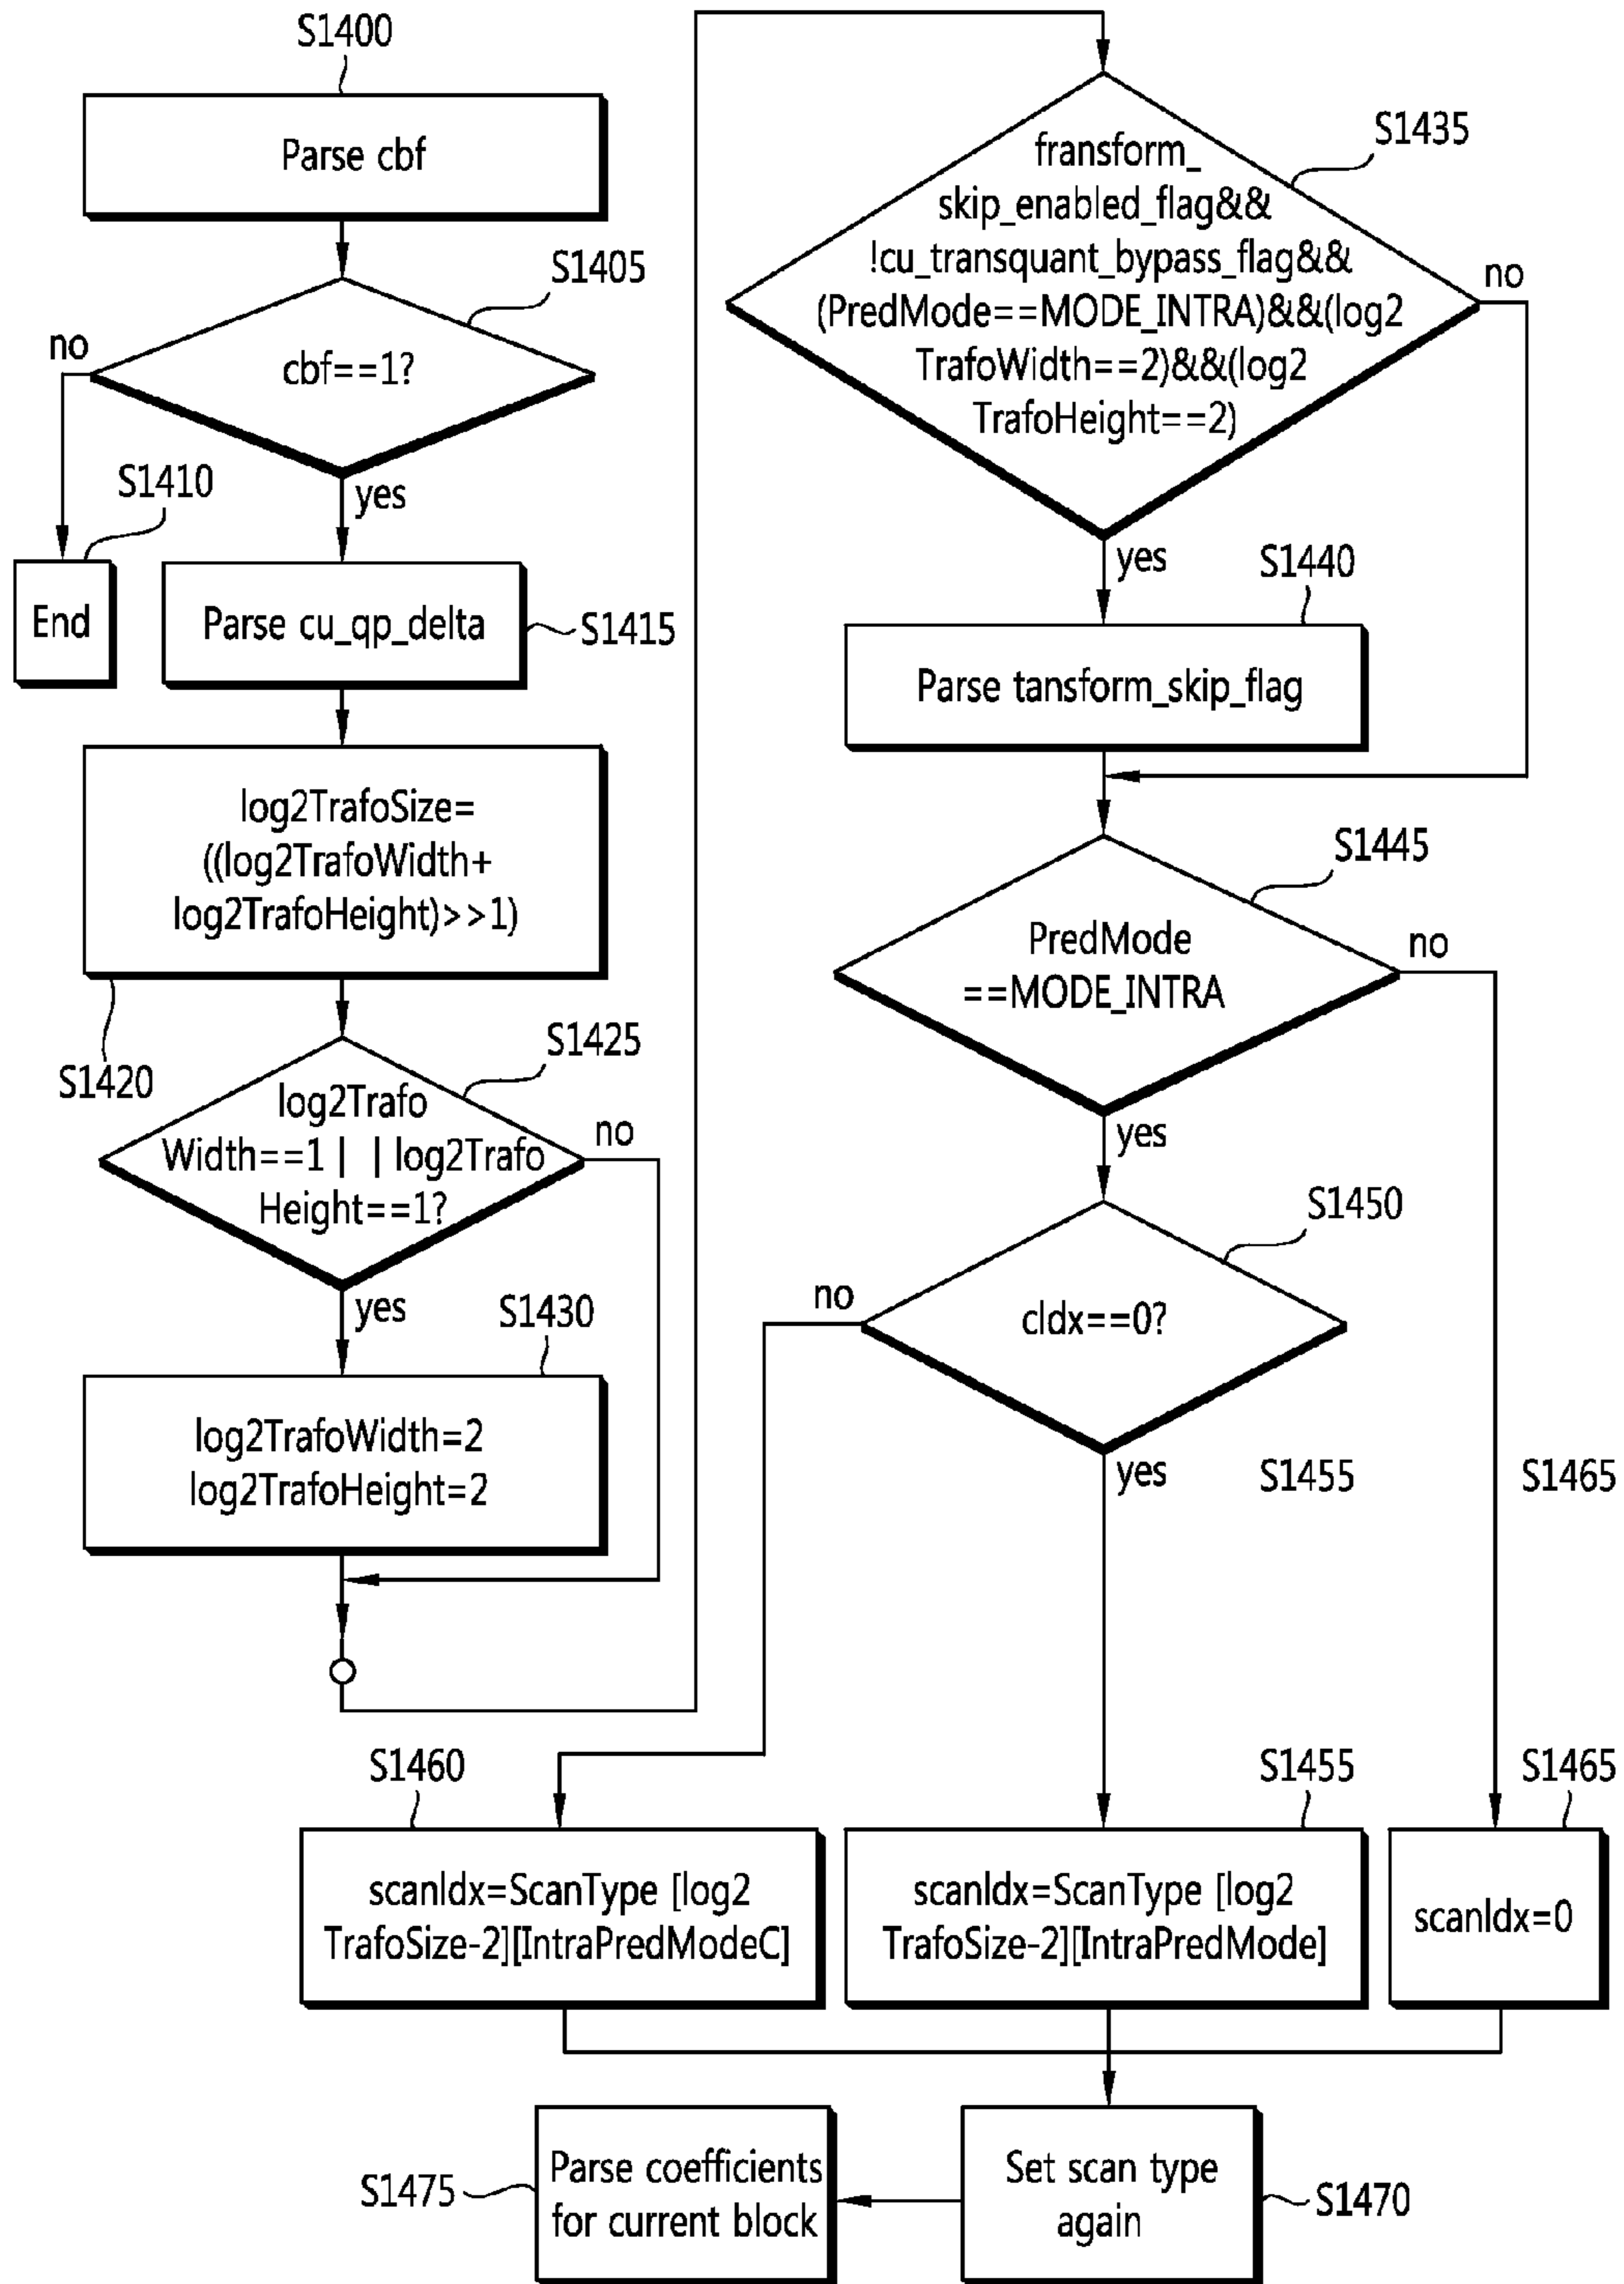 S1400
Parse cbf
S1405
no
cbf==1?
S1410
yes
End
Parse cu_qp_delta
S1415
log2TrafoSize=
((log2TrafoWidth+
log2TrafoHeight)>>1)
S1420
S1425
log2Trafo
Width==1 | | log2Trafo
Height==1?
no
yes
S1430
log2TrafoWidth=2
log2TrafoHeight=2
S1435
fransform_
skip_enabled_flag&&
!cu_transquant_bypass_flag&&
(PredMode==MODE_INTRA)&&(log2
TrafoWidth==2)&&(log2
TrafoHeight==2)
no
yes
S1440
Parse tansform_skip_flag
S1445
PredMode
==MODE_INTRA
no
yes
S1450
no
cIdx==0?
yes
S1455
S1465
S1460
S1455
S1465
scanIdx=ScanType [log2
TrafoSize-2][IntraPredModeC]
scanIdx=ScanType [log2
TrafoSize-2][IntraPredMode]
scanIdx=0
S1475
Parse coefficients
for current block
Set scan type
again
S1470